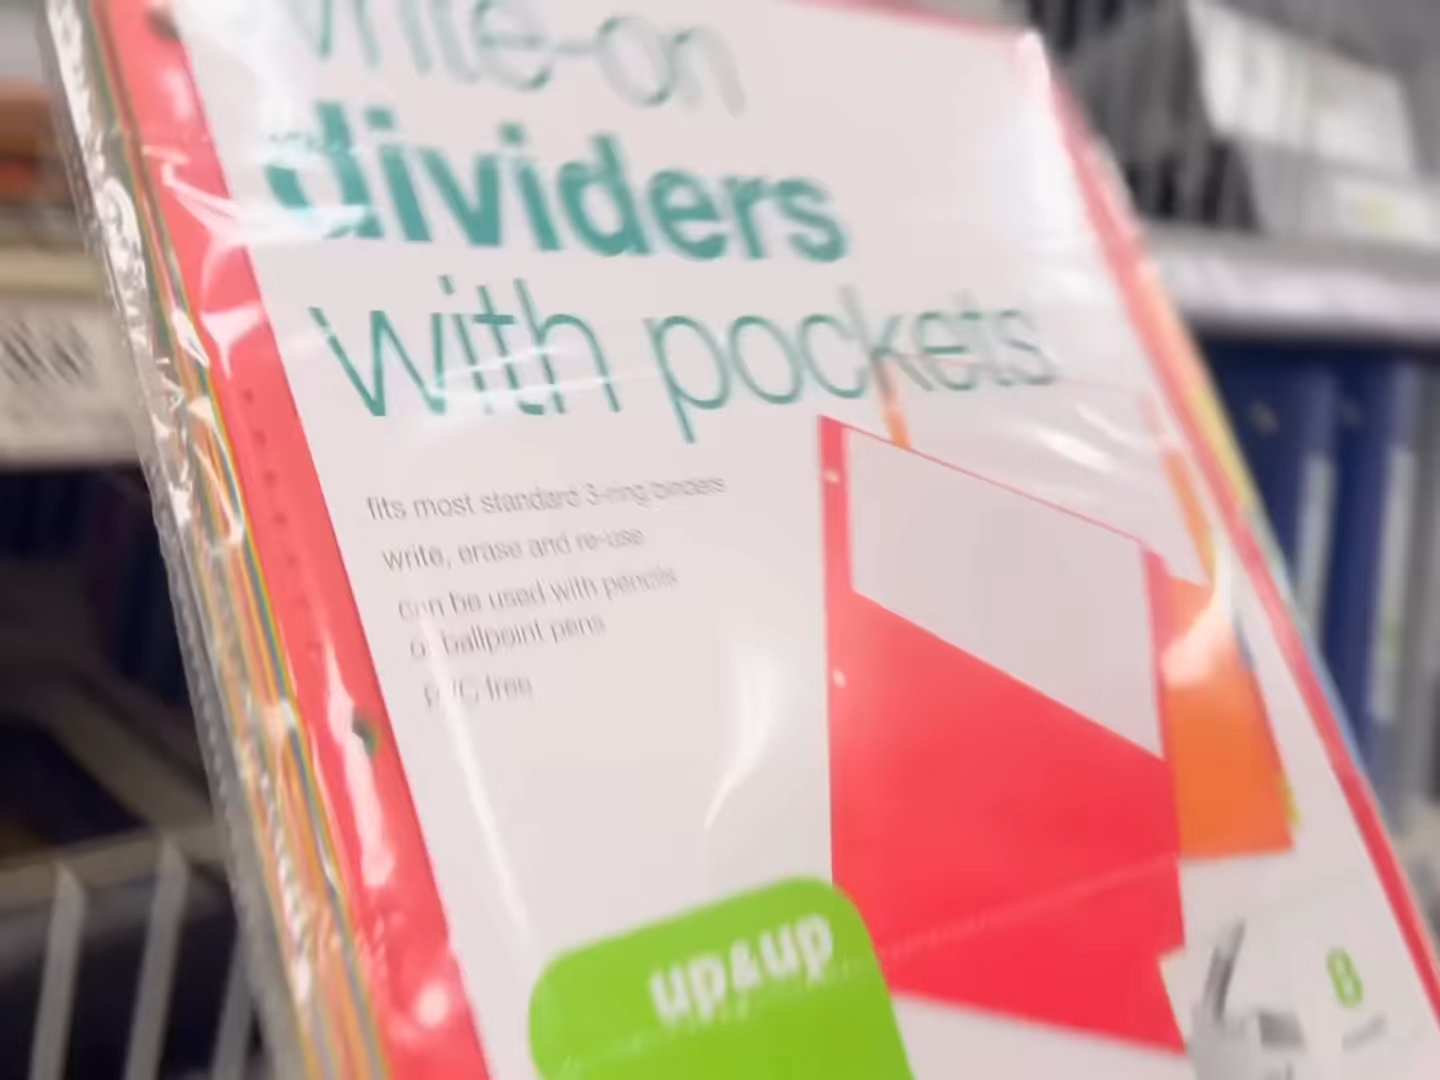 write-on
dividers
with pockets
fits most standard 3-ring binders
write, erase and re-use
can be used with pencils
or ballpoint pens
PVC free
up&up
8